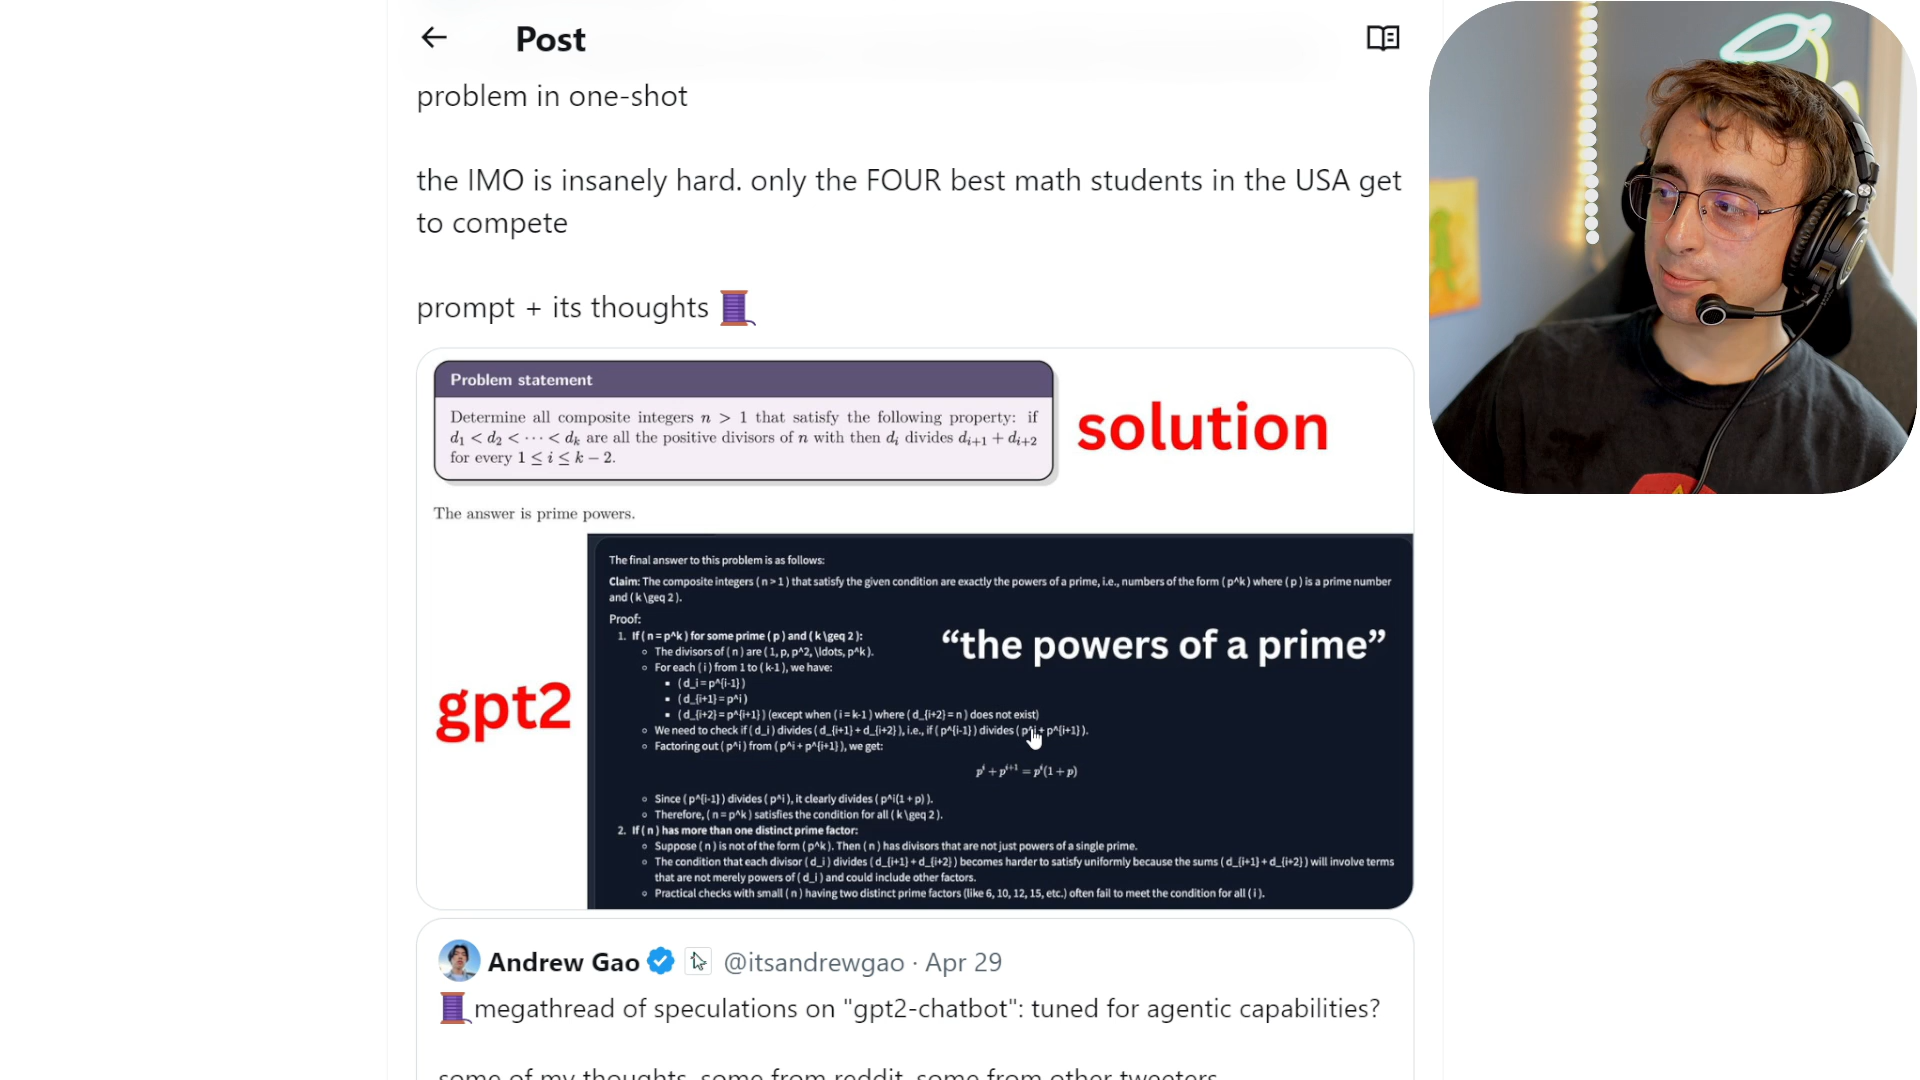 Post
problem in one-shot
the IMO is insanely hard. only the FOUR best math students in the USA get
to compete
prompt + its thoughts 🧵
Problem statement
Determine all composite integers n > 1 that satisfy the following property: if
d₁ < d₂ < ⋯ < dₖ are all the positive divisors of n with then dᵢ divides dᵢ₊₁ + dᵢ₊₂
for every 1 ≤ i ≤ k − 2.
solution
The answer is prime powers.
gpt2
The final answer to this problem is as follows:
Claim: The composite integers ( n > 1 ) that satisfy the given condition are exactly the powers of a prime, i.e., numbers of the form ( p^k ) where ( p ) is a prime number
and ( k \geq 2 ).
Proof:
1. If ( n = p^k ) for some prime ( p ) and ( k \geq 2 ):
“the powers of a prime”
◦ The divisors of ( n ) are ( 1, p, p^2, \ldots, p^k ).
◦ For each ( i ) from 1 to ( k-1 ), we have:
▪ ( d_i = p^{i-1} )
▪ ( d_{i+1} = p^i )
▪ ( d_{i+2} = p^{i+1} ) (except when ( i = k-1 ) where ( d_{i+2} = n ) does not exist)
◦ We need to check if ( d_i ) divides ( d_{i+1} + d_{i+2} ), i.e., if ( p^{i-1} ) divides ( p^i + p^{i+1} ).
◦ Factoring out ( p^i ) from ( p^i + p^{i+1} ), we get:
pⁱ + pⁱ⁺¹ = pⁱ(1 + p)
◦ Since ( p^{i-1} ) divides ( p^i ), it clearly divides ( p^i(1 + p) ).
◦ Therefore, ( n = p^k ) satisfies the condition for all ( k \geq 2 ).
2. If ( n ) has more than one distinct prime factor:
◦ Suppose ( n ) is not of the form ( p^k ). Then ( n ) has divisors that are not just powers of a single prime.
◦ The condition that each divisor ( d_i ) divides ( d_{i+1} + d_{i+2} ) becomes harder to satisfy uniformly because the sums ( d_{i+1} + d_{i+2} ) will involve terms
that are not merely powers of ( d_i ) and could include other factors.
◦ Practical checks with small ( n ) having two distinct prime factors (like 6, 10, 12, 15, etc.) often fail to meet the condition for all ( i ).
Andrew Gao @itsandrewgao · Apr 29
🧵megathread of speculations on "gpt2-chatbot": tuned for agentic capabilities?
some of my thoughts, some from reddit, some from other tweeters